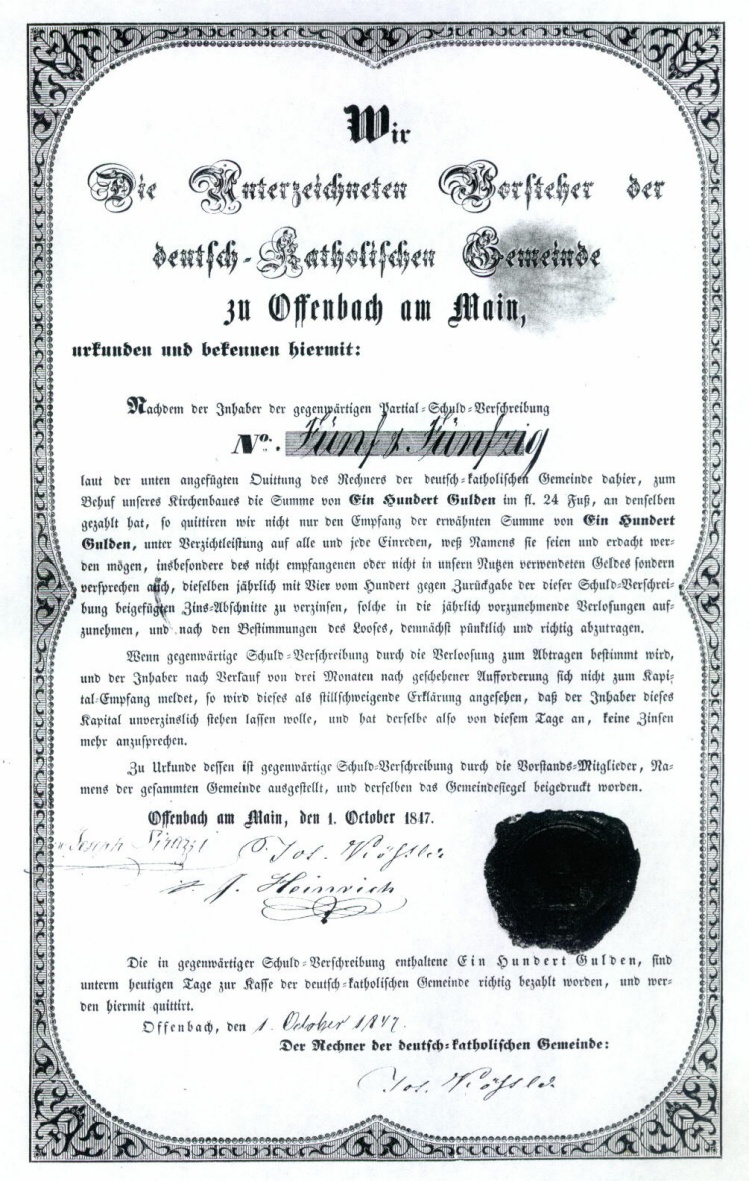 Wir
Die Unterzeichneten Vorsteher der
deutsch-Katholischen Gemeinde
zu Offenbach am Main,
urkunden und bekennen hiermit:
Nachdem der Inhaber der gegenwärtigen Partial-Schuld-Verschreibung
No. Fünf & Fünfzig
laut der unten angefügten Quittung des Rechners der deutsch-katholischen Gemeinde dahier, zum
Behuf unseres Kirchenbaues die Summe von Ein Hundert Gulden im fl. 24 Fuß, an denselben
gezahlt hat, so quittiren wir nicht nur den Empfang der erwähnten Summe von Ein Hundert
Gulden, unter Verzichtleistung auf alle und jede Einreden, weß Namens sie seien und erdacht wer-
den mögen, insbesondere des nicht empfangenen oder nicht in unsern Nutzen verwendeten Geldes sondern
versprechen auch, dieselben jährlich mit Vier vom Hundert gegen Zurückgabe der dieser Schuld-Verschrei-
bung beigefügten Zins-Abschnitte zu verzinsen, solche in die jährlich vorzunehmende Verlosungen auf-
zunehmen, und nach den Bestimmungen des Looses, demnächst pünktlich und richtig abzutragen.
Wenn gegenwärtige Schuld-Verschreibung durch die Verloosung zum Abtragen bestimmt wird,
und der Inhaber nach Verkauf von drei Monaten nach geschehener Aufforderung sich nicht zum Kapi-
tal-Empfang meldet, so wird dieses als stillschweigende Erklärung angesehen, daß der Inhaber dieses
Kapital unverzinslich stehen lassen wolle, und hat derselbe also von diesem Tage an, keine Zinsen
mehr anzusprechen.
Zu Urkunde dessen ist gegenwärtige Schuld-Verschreibung durch die Vorstands-Mitglieder, Na-
mens der gesammten Gemeinde ausgestellt, und derselben das Gemeindesiegel beigedruckt worden.
Offenbach am Main, den 1. October 1847.
Joseph Pirazzi Jos. Rößler
J. Heinrich
Die in gegenwärtiger Schuld-Verschreibung enthaltene Ein Hundert Gulden, sind
unterm heutigen Tage zur Kasse der deutsch-katholischen Gemeinde richtig bezahlt worden, und wer-
den hiermit quittirt.
Offenbach, den 1. October 1847.
Der Rechner der deutsch-katholischen Gemeinde:
Jos. Rößler